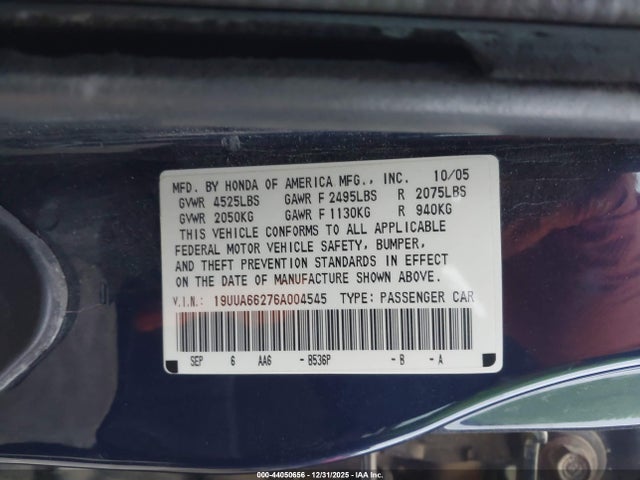 MFD. BY HONDA OF AMERICA MFG., INC. 10/05
GVWR 4525LBS GAWR F 2495LBS R 2075LBS
GVWR 2050KG GAWR F 1130KG R 940KG
THIS VEHICLE CONFORMS TO ALL APPLICABLE
FEDERAL MOTOR VEHICLE SAFETY, BUMPER,
AND THEFT PREVENTION STANDARDS IN EFFECT
ON THE DATE OF MANUFACTURE SHOWN ABOVE.
V.I.N.: 19UUA66276A004545 TYPE: PASSENGER CAR
SEP 6 AA6 -B536P -B -A
000-44050656 - 12/31/2025 - IAA Inc.